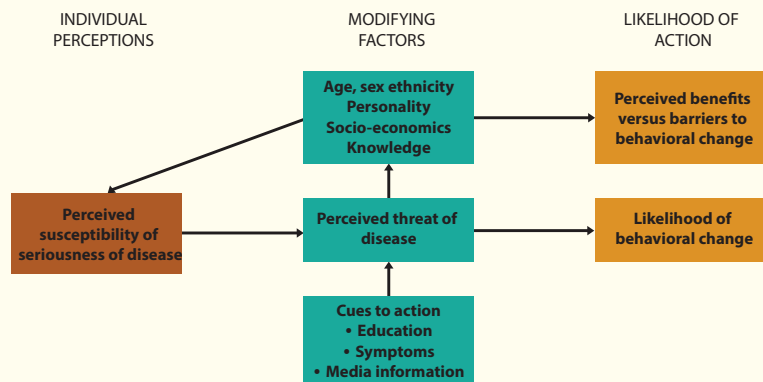 INDIVIDUAL
PERCEPTIONS
MODIFYING
FACTORS
LIKELIHOOD OF
ACTION
Age, sex ethnicity
Personality
Socio-economics
Knowledge
Perceived benefits
versus barriers to
behavioral change
Perceived
susceptibility of
seriousness of disease
Perceived threat of
disease
Likelihood of
behavioral change
Cues to action
• Education
• Symptoms
• Media information